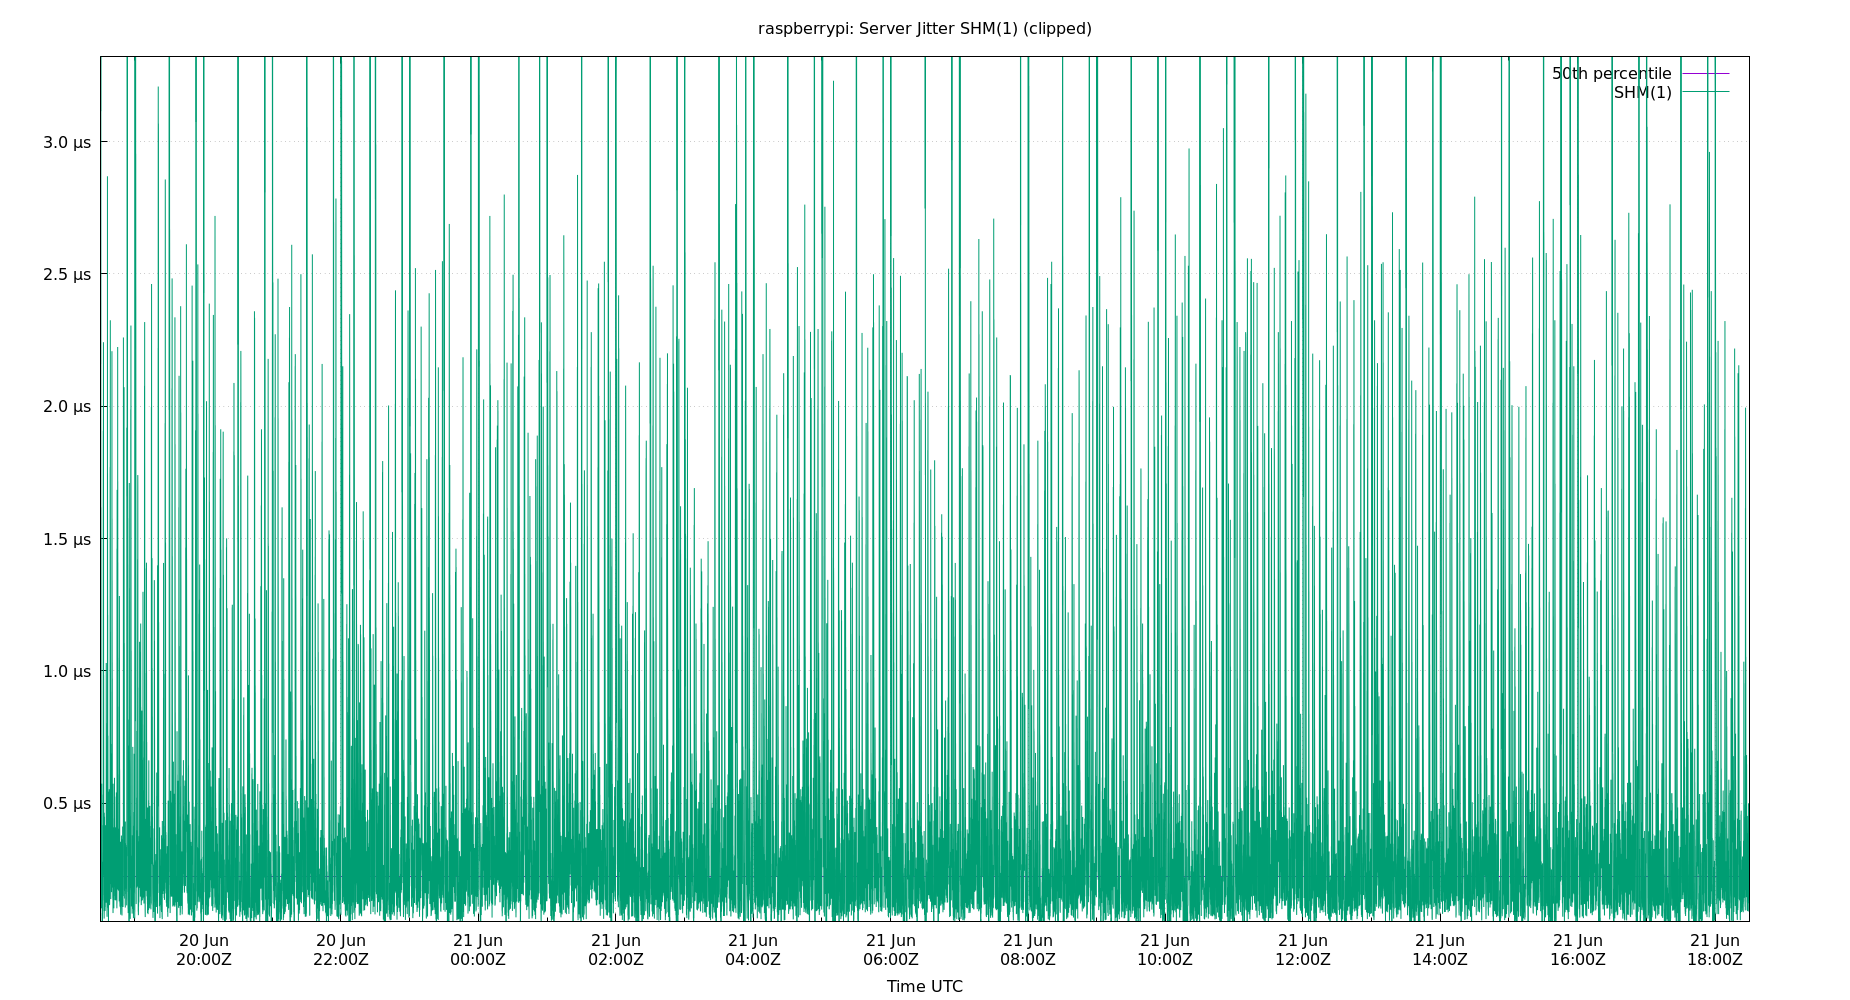 raspberrypi: Server Jitter SHM(1) (clipped)
50th percentile
SHM(1)
3.0 μs
2.5 μs
2.0 μs
1.5 μs
1.0 μs
0.5 μs
20 Jun 20 Jun 21 Jun 21 Jun 21 Jun 21 Jun 21 Jun 21 Jun 21 Jun 21 Jun 21 Jun 21 Jun
20:00Z 22:00Z 00:00Z 02:00Z 04:00Z 06:00Z 08:00Z 10:00Z 12:00Z 14:00Z 16:00Z 18:00Z
Time UTC